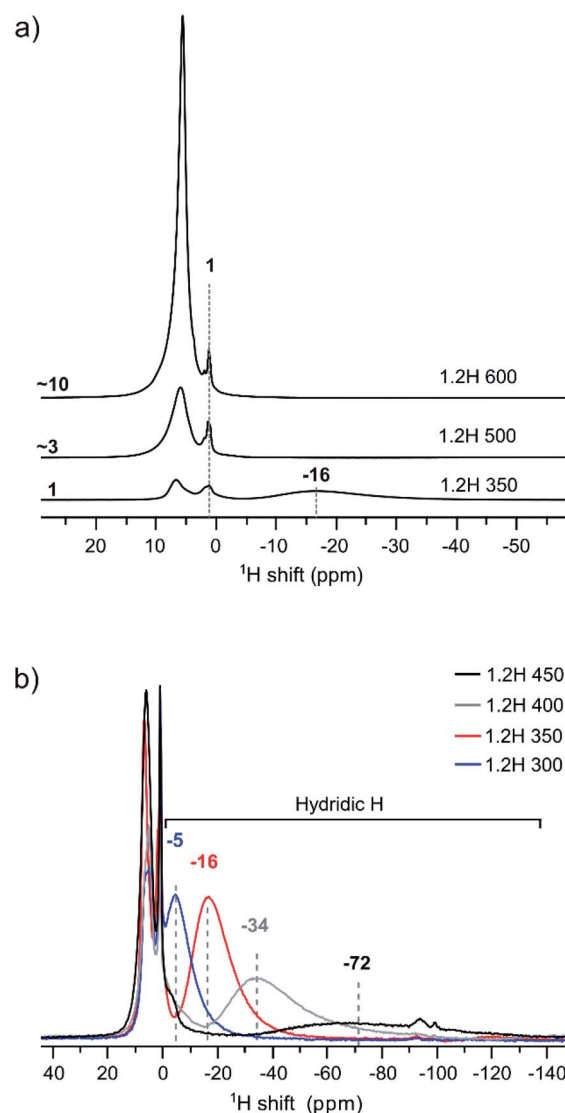 a)
1
~10
1.2H 600
~3
1.2H 500
1
-16
1.2H 350
20 10 0 -10 -20 -30 -40 -50
¹H shift (ppm)
b)
1.2H 450
1.2H 400
1.2H 350
1.2H 300
Hydridic H
-5
-16
-34
-72
40 20 0 -20 -40 -60 -80 -100 -120 -140
¹H shift (ppm)